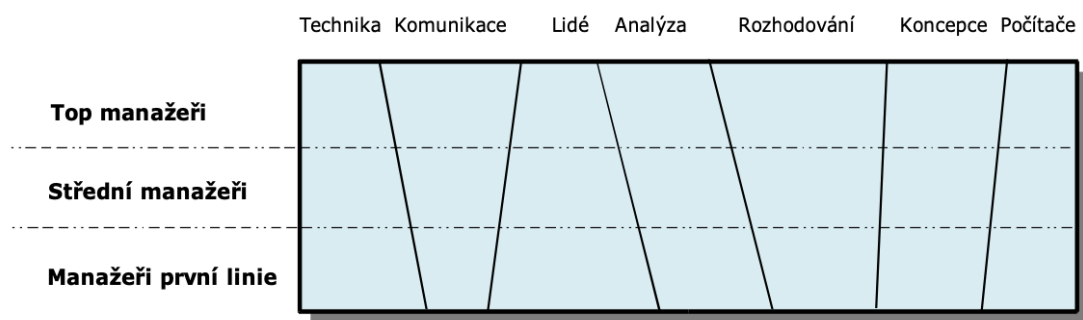 Technika Komunikace Lidé Analýza Rozhodování Koncepce Počítače
Top manažeři
Střední manažeři
Manažeři první linie